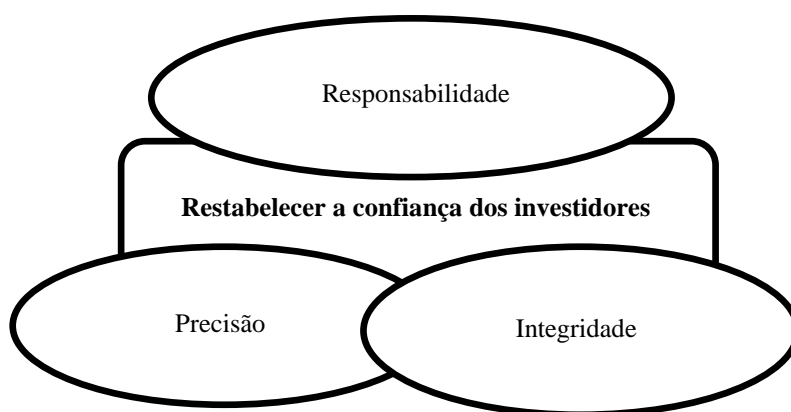 Responsabilidade
Restabelecer a confiança dos investidores
Precisão
Integridade